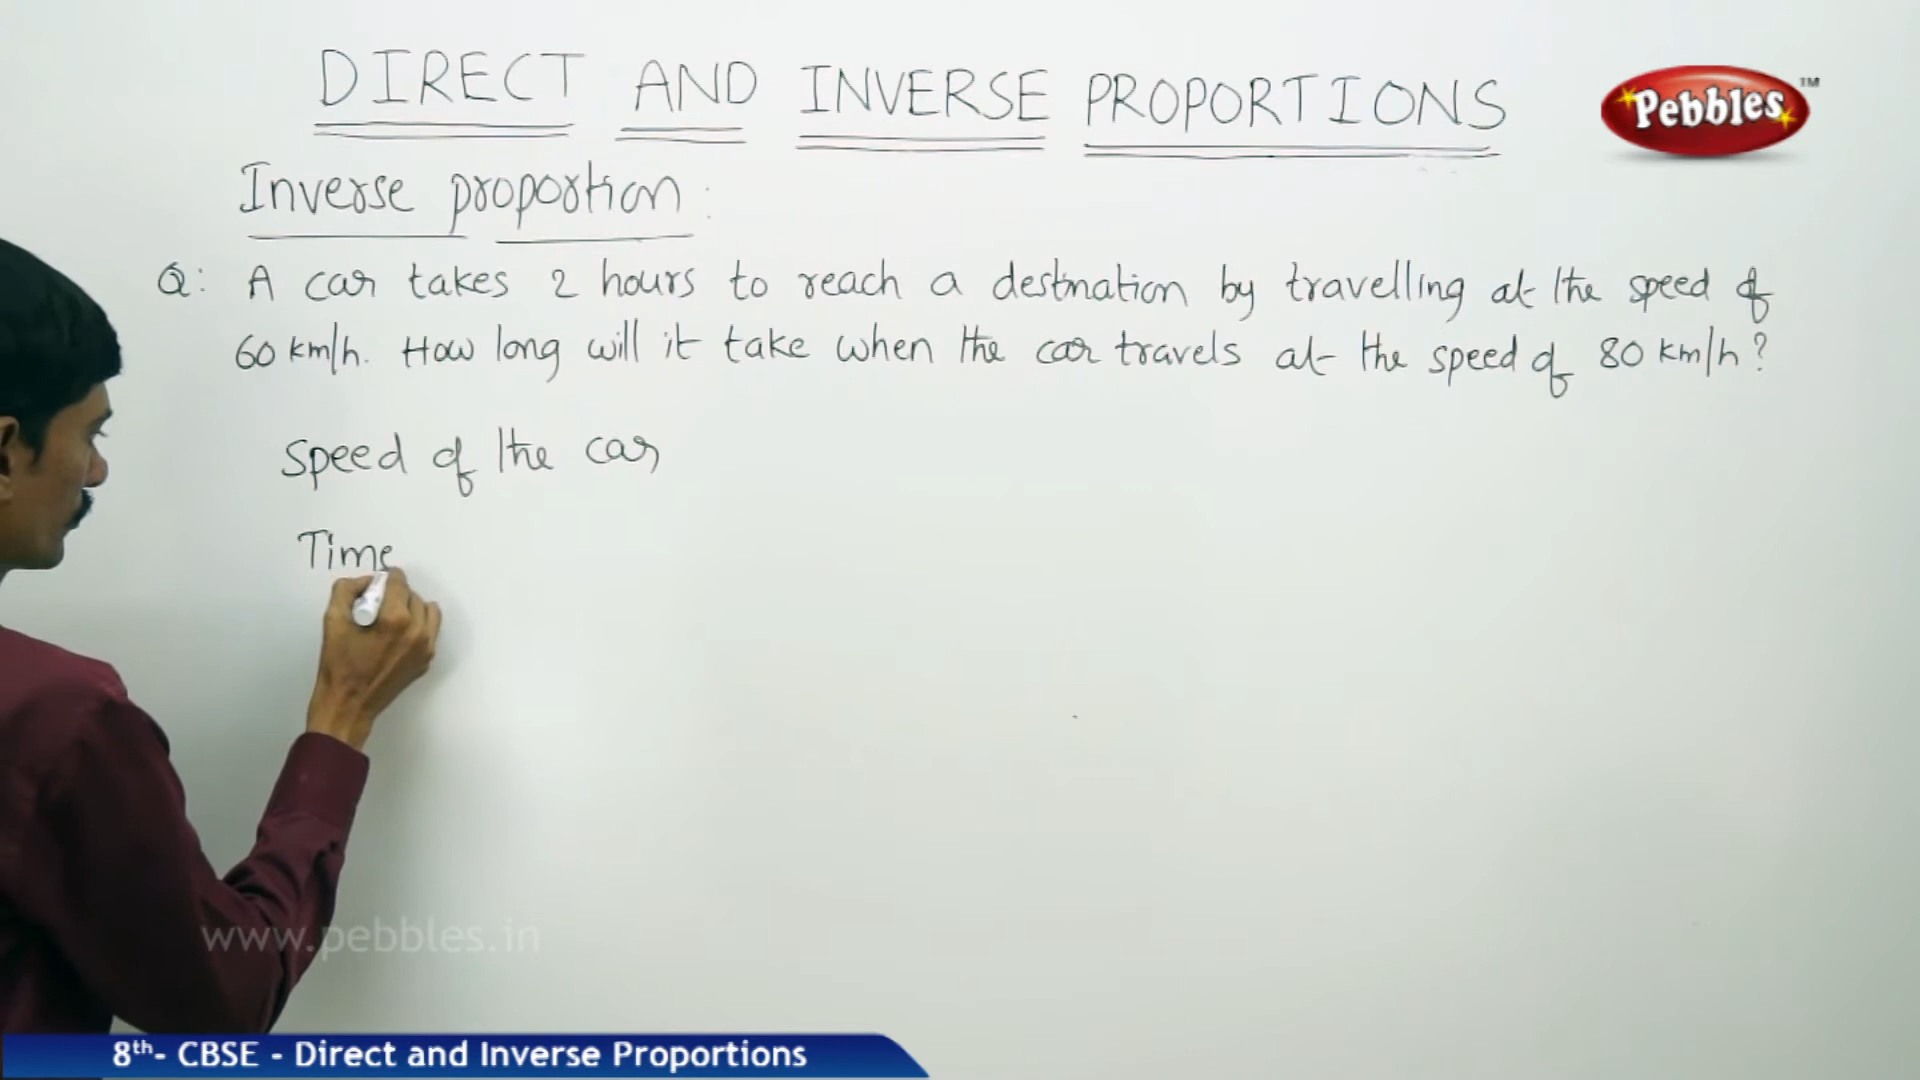 DIRECT AND INVERSE PROPORTIONS
Pebbles™
Inverse proportion:
Q: A car takes 2 hours to reach a destination by travelling at the speed of
60 km/h. How long will it take when the car travels at the speed of 80 km/h?
Speed of the car
Time
www.pebbles.in
8th- CBSE - Direct and Inverse Proportions